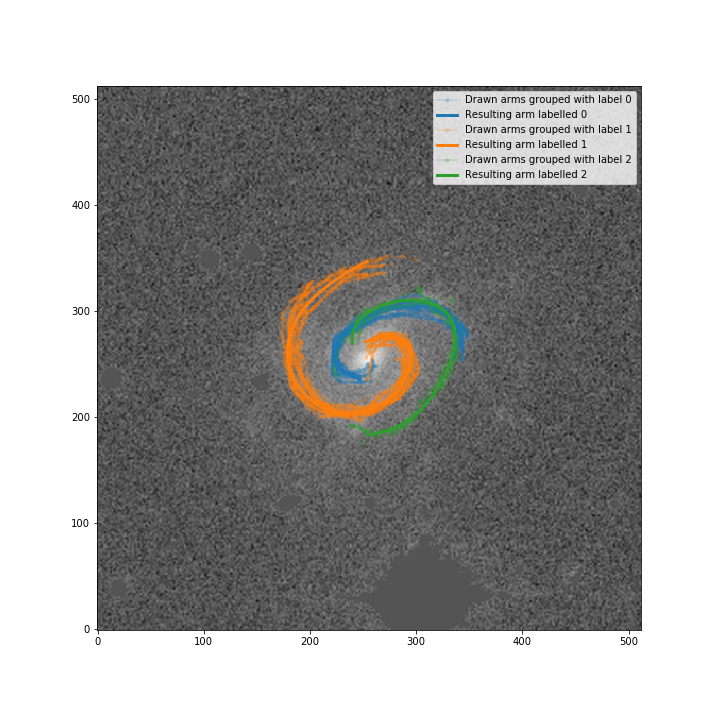 Drawn arms grouped with label 0
Resulting arm labelled 0
Drawn arms grouped with label 1
Resulting arm labelled 1
Drawn arms grouped with label 2
Resulting arm labelled 2
500
400
300
200
100
0
0 100 200 300 400 500